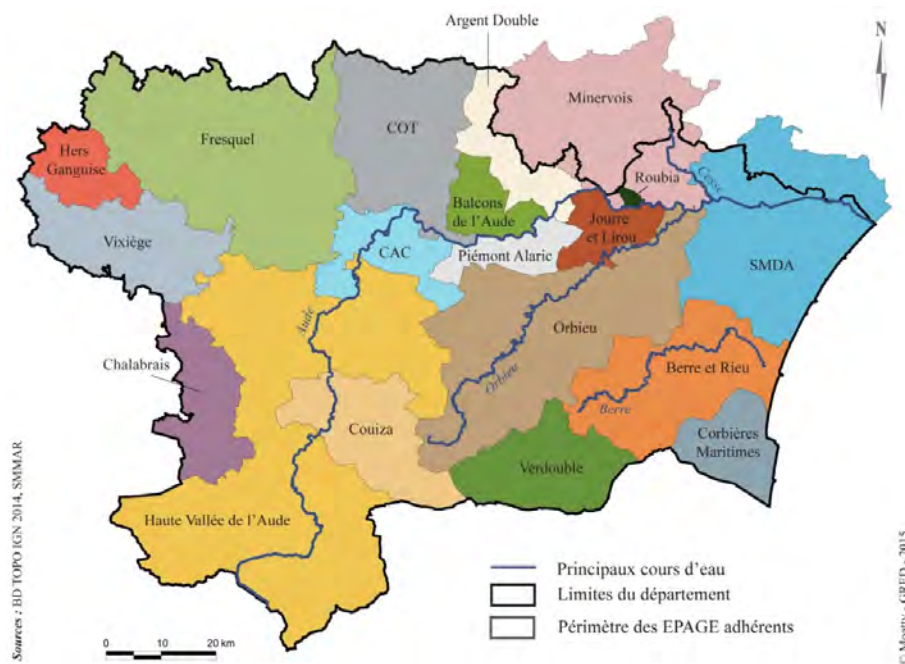 Argent Double
N
Minervois
COT
Fresquel
Hers
Ganguise
Cesse
Roubia
Balcons
de l'Aude
Jourre
et Lirou
Vixiège
CAC
Piémont Alaric
SMDA
Aude
Orbieu
Chalabrais
Berre et Rieu
Orbieu
Berre
Couiza
Corbières
Maritimes
Verdouble
Haute Vallée de l'Aude
Principaux cours d'eau
Limites du département
Périmètre des EPAGE adhérents
0 10 20 km
Sources : BD TOPO IGN 2014, SMMAR
GRED - 2015